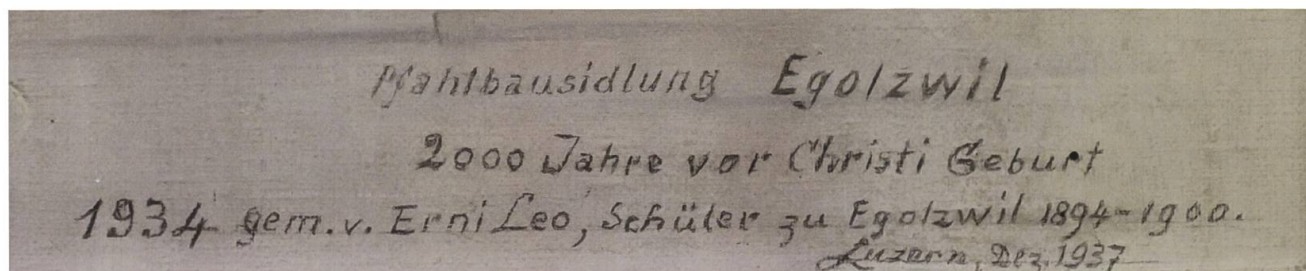 Pfahlbausidlung Egolzwil
2000 Jahre vor Christi Geburt
1934 gem. v. Erni Leo, Schüler zu Egolzwil 1894-1900.
Luzern, Dez. 1937